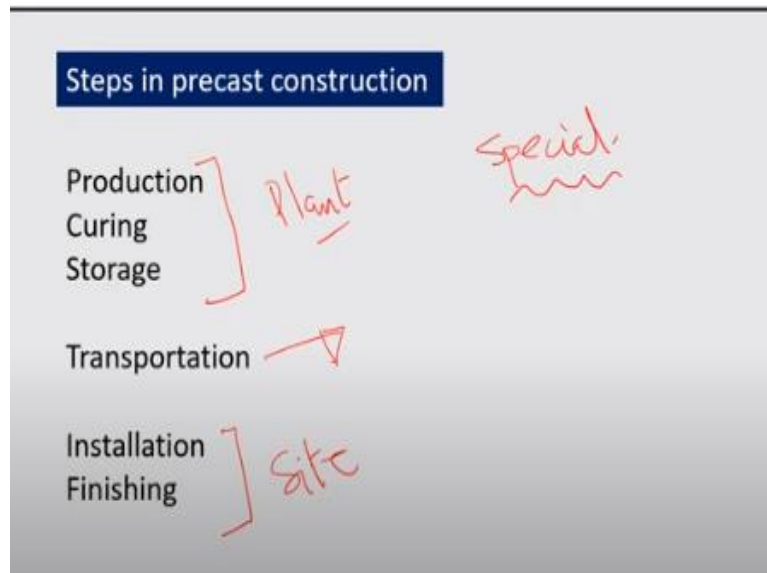 Steps in precast construction
special.
Production
Plant
Curing
Storage
Transportation
Installation
Site
Finishing